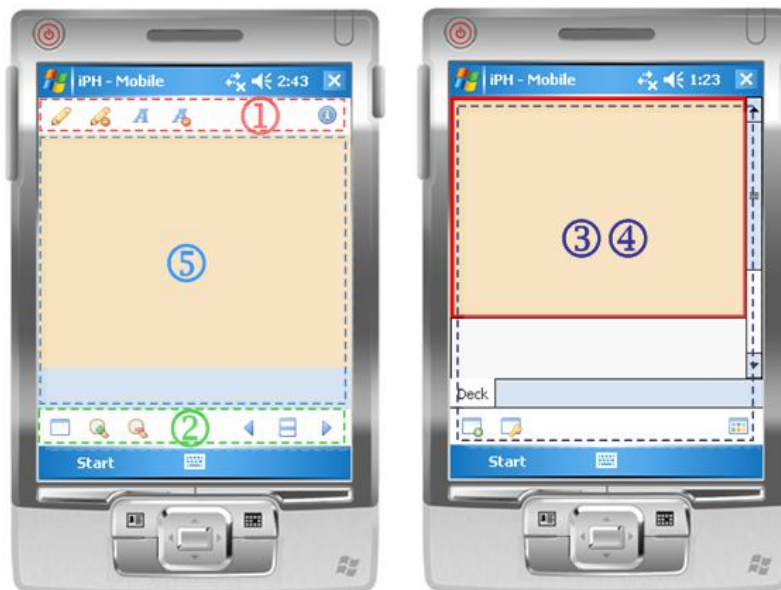 iPH - Mobile 2:43
①
⑤
②
Start
iPH - Mobile 1:23
③④
Deck
Start